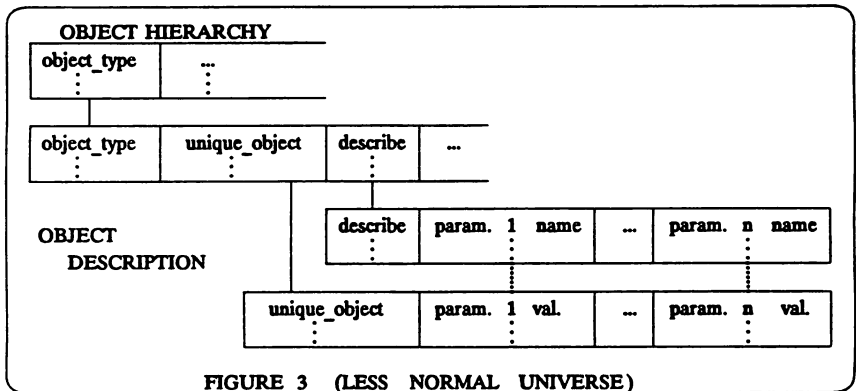 OBJECT HIERARCHY
object_type ...
object_type unique_object describe ...
describe param. 1 name ... param. n name
OBJECT
DESCRIPTION
unique_object param. 1 val. ... param. n val.
FIGURE 3 (LESS NORMAL UNIVERSE)